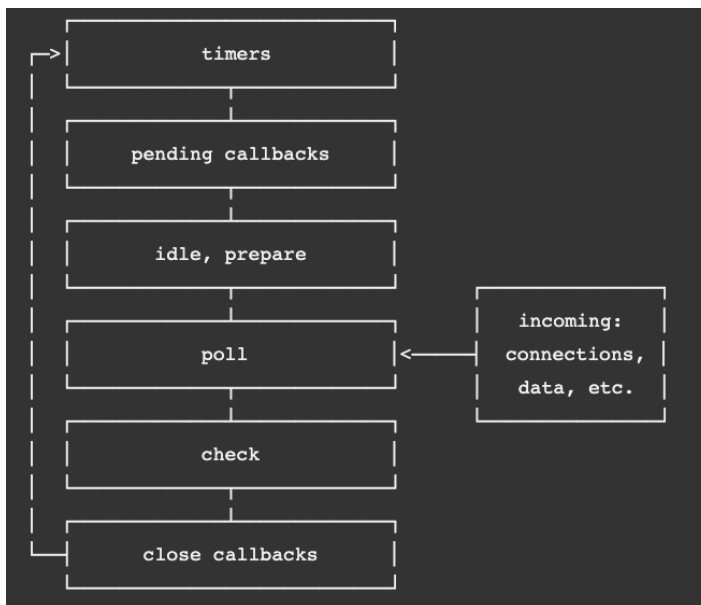 timers
pending callbacks
idle, prepare
incoming:
poll
connections,
data, etc.
check
close callbacks